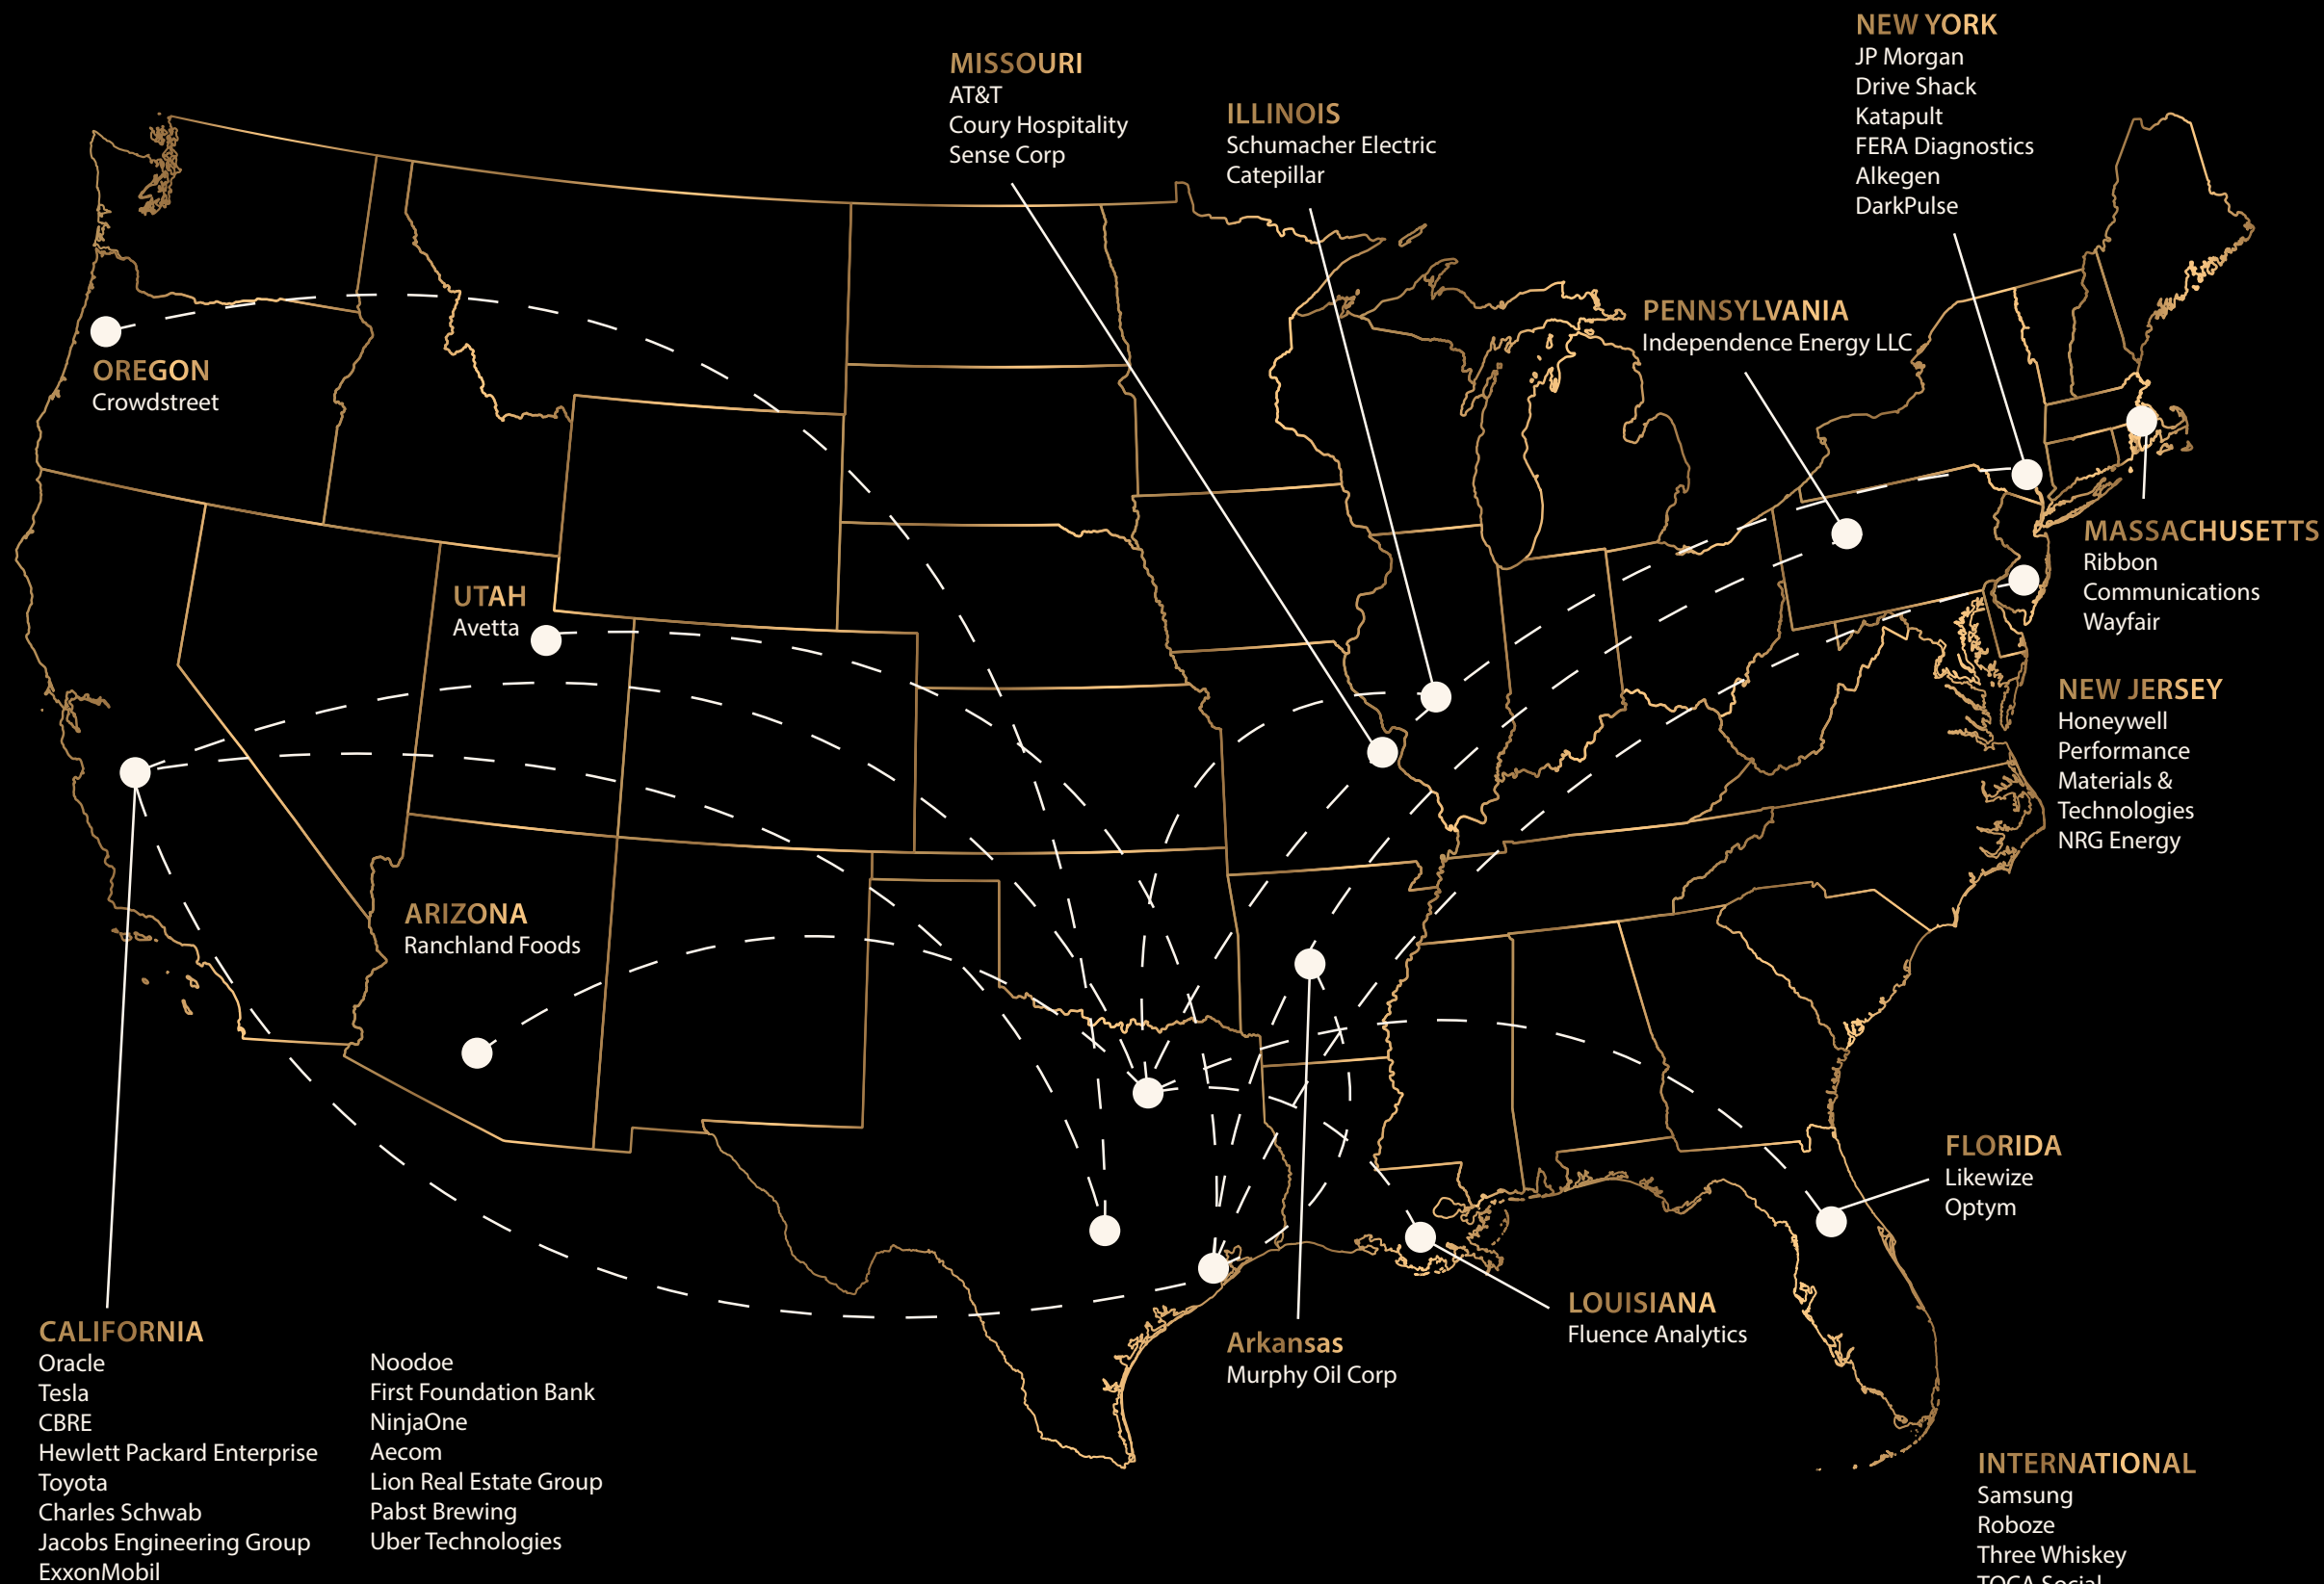 NEW YORK
JP Morgan
Drive Shack
Katapult
FERA Diagnostics
Alkegen
DarkPulse
MISSOURI
AT&T
Coury Hospitality
Sense Corp
ILLINOIS
Schumacher Electric
Catepillar
PENNSYLVANIA
Independence Energy LLC
OREGON
Crowdstreet
MASSACHUSETTS
Ribbon
Communications
Wayfair
UTAH
Avetta
NEW JERSEY
Honeywell
Performance
Materials &
Technologies
NRG Energy
ARIZONA
Ranchland Foods
FLORIDA
Likewize
Optym
LOUISIANA
Fluence Analytics
Arkansas
Murphy Oil Corp
CALIFORNIA
Oracle
Tesla
CBRE
Hewlett Packard Enterprise
Toyota
Charles Schwab
Jacobs Engineering Group
ExxonMobil
Noodoe
First Foundation Bank
NinjaOne
Aecom
Lion Real Estate Group
Pabst Brewing
Uber Technologies
INTERNATIONAL
Samsung
Roboze
Three Whiskey
TOCA Social